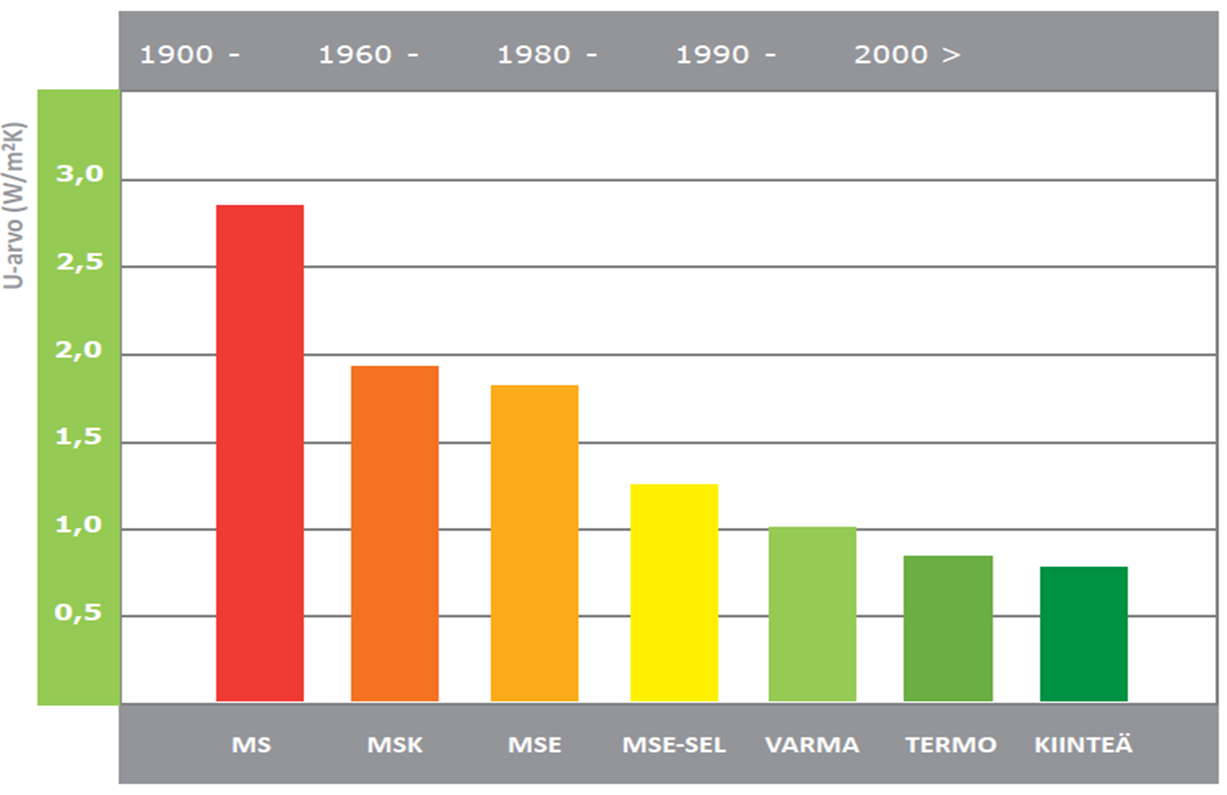 1900 - 1960 - 1980 - 1990 - 2000 >
U-arvo (W/m²K)
3,0
2,5
2,0
1,5
1,0
0,5
MS MSK MSE MSE-SEL VARMA TERMO KIINTEÄ